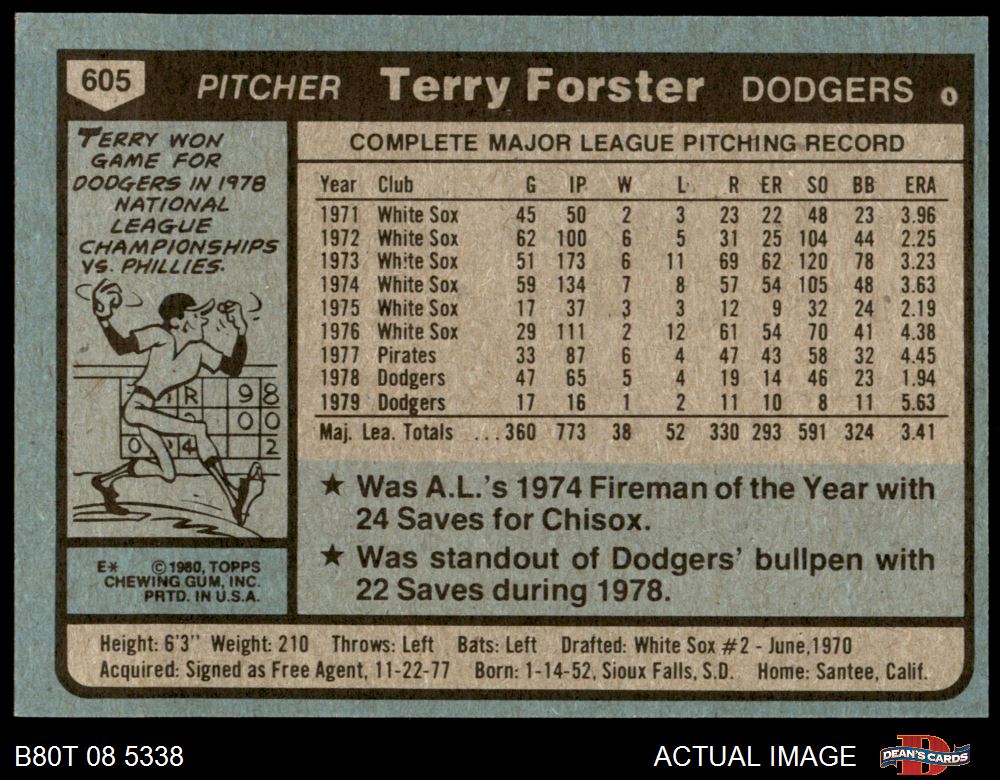 605 PITCHER Terry Forster DODGERS
TERRY WON
GAME FOR
DODGERS IN 1978
NATIONAL
LEAGUE
CHAMPIONSHIPS
VS. PHILLIES.
9 8
0 0
0 4 2
E* © 1980, TOPPS
CHEWING GUM, INC.
PRTD. IN U.S.A.
COMPLETE MAJOR LEAGUE PITCHING RECORD
Year Club G IP W L R ER SO BB ERA
1971 White Sox 45 50 2 3 23 22 48 23 3.96
1972 White Sox 62 100 6 5 31 25 104 44 2.25
1973 White Sox 51 173 6 11 69 62 120 78 3.23
1974 White Sox 59 134 7 8 57 54 105 48 3.63
1975 White Sox 17 37 3 3 12 9 32 24 2.19
1976 White Sox 29 111 2 12 61 54 70 41 4.38
1977 Pirates 33 87 6 4 47 43 58 32 4.45
1978 Dodgers 47 65 5 4 19 14 46 23 1.94
1979 Dodgers 17 16 1 2 11 10 8 11 5.63
Maj. Lea. Totals ...360 773 38 52 330 293 591 324 3.41
★ Was A.L.'s 1974 Fireman of the Year with
24 Saves for Chisox.
★ Was standout of Dodgers' bullpen with
22 Saves during 1978.
Height: 6'3" Weight: 210 Throws: Left Bats: Left Drafted: White Sox #2 - June,1970
Acquired: Signed as Free Agent, 11-22-77 Born: 1-14-52, Sioux Falls, S.D. Home: Santee, Calif.
B80T 08 5338 ACTUAL IMAGE DEAN'S CARDS